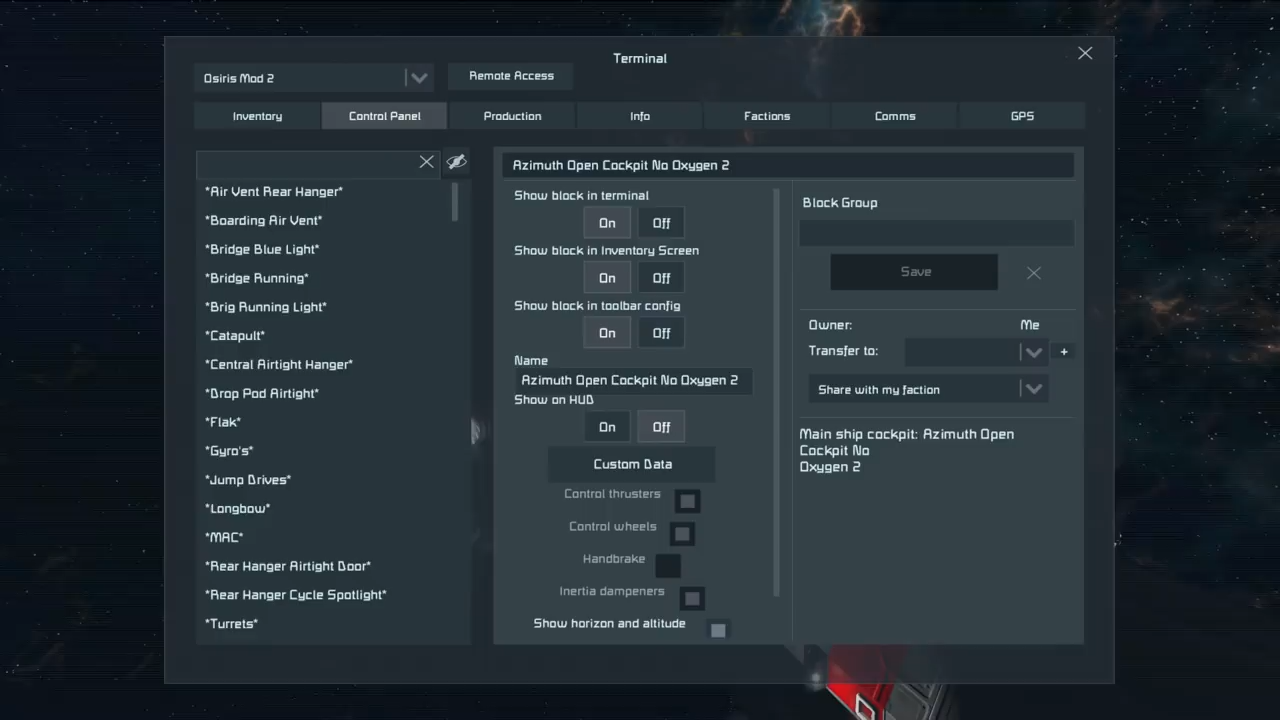 Terminal
Osiris Mod 2
Remote Access
Inventory
Control Panel
Production
Info
Factions
Comms
GPS
*Air Vent Rear Hanger*
*Boarding Air Vent*
*Bridge Blue Light*
*Bridge Running*
*Brig Running Light*
*Catapult*
*Central Airtight Hanger*
*Drop Pod Airtight*
*Flak*
*Gyro's*
*Jump Drives*
*Longbow*
*MAC*
*Rear Hanger Airtight Door*
*Rear Hanger Cycle Spotlight*
*Turrets*
Azimuth Open Cockpit No Oxygen 2
Show block in terminal
On Off
Show block in Inventory Screen
On Off
Show block in toolbar config
On Off
Name
Azimuth Open Cockpit No Oxygen 2
Show on HUD
On Off
Custom Data
Control thrusters
Control wheels
Handbrake
Inertia dampeners
Show horizon and altitude
Block Group
Save
Owner: Me
Transfer to:
+
Share with my faction
Main ship cockpit: Azimuth Open
Cockpit No
Oxygen 2